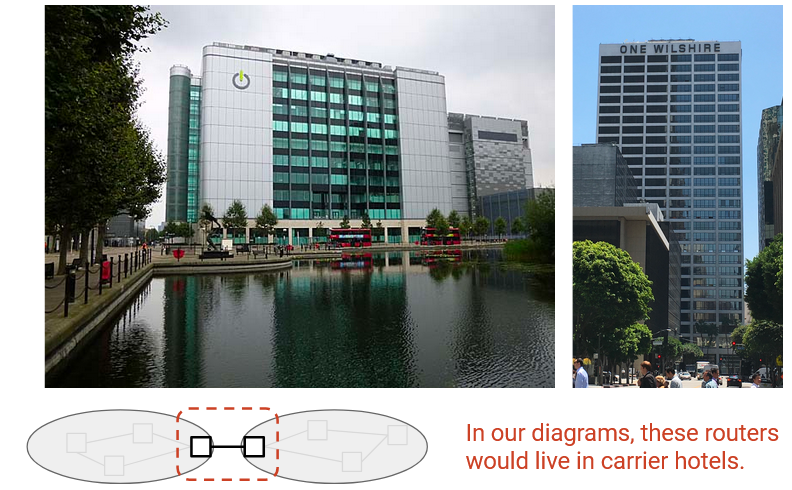 ONE WILSHIRE
In our diagrams, these routers
would live in carrier hotels.